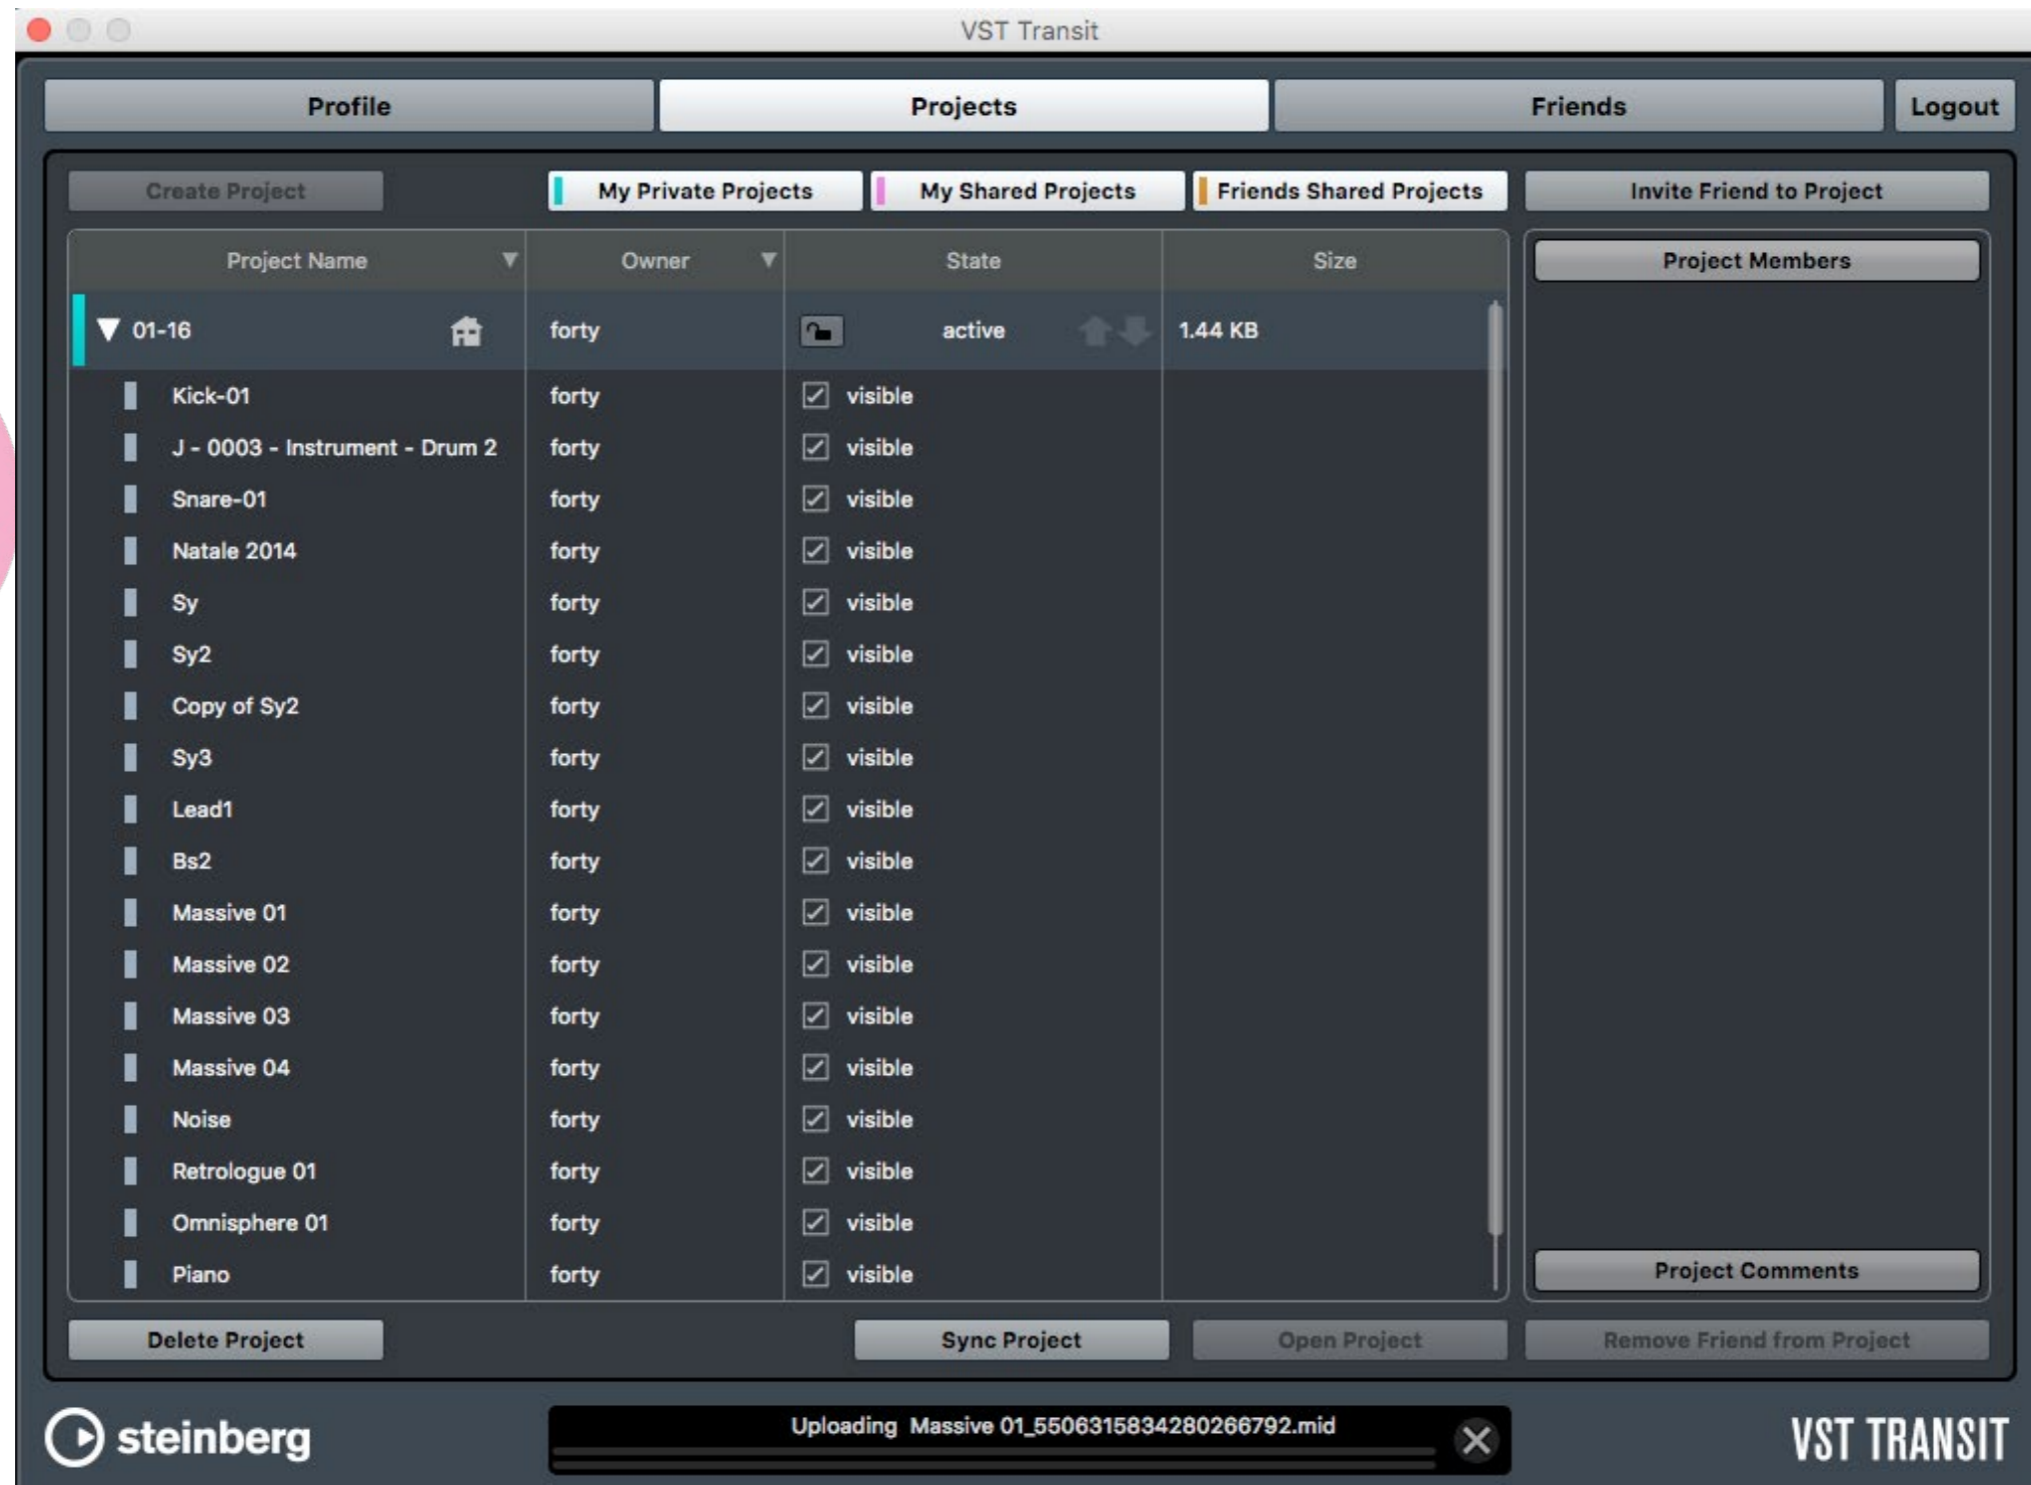 VST Transit
Profile Projects Friends Logout
Create Project My Private Projects My Shared Projects Friends Shared Projects Invite Friend to Project
Project Name Owner State Size Project Members
01-16 forty active 1.44 KB
Kick-01 forty visible
J - 0003 - Instrument - Drum 2 forty visible
Snare-01 forty visible
Natale 2014 forty visible
Sy forty visible
Sy2 forty visible
Copy of Sy2 forty visible
Sy3 forty visible
Lead1 forty visible
Bs2 forty visible
Massive 01 forty visible
Massive 02 forty visible
Massive 03 forty visible
Massive 04 forty visible
Noise forty visible
Retrologue 01 forty visible
Omnisphere 01 forty visible
Piano forty visible Project Comments
Delete Project Sync Project Open Project Remove Friend from Project
steinberg Uploading Massive 01_5506315834280266792.mid VST TRANSIT